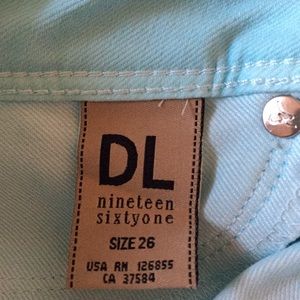 DL
nineteen
sixtyone
SIZE 26
USA RN 126855
CA 37584